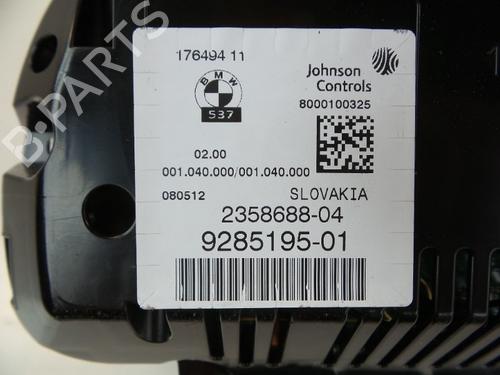 176494 11
BMW
537
Johnson
Controls
8000100325
02.00
001.040.000/001.040.000
080512
SLOVAKIA
2358688-04
9285195-01
B-PARTS